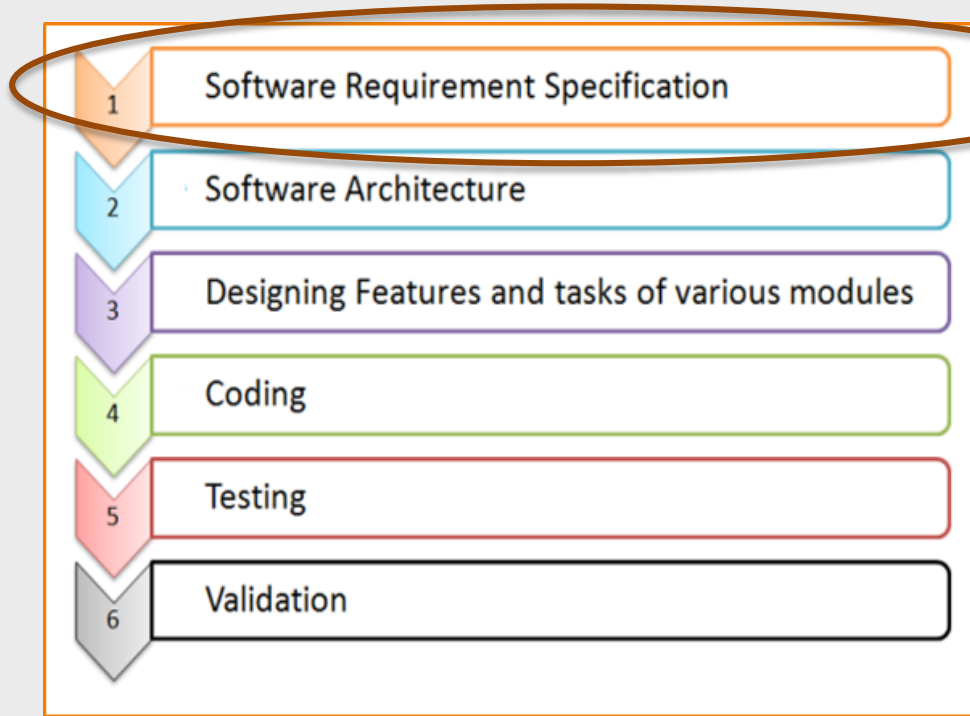 1 Software Requirement Specification
2 Software Architecture
3 Designing Features and tasks of various modules
4 Coding
5 Testing
6 Validation